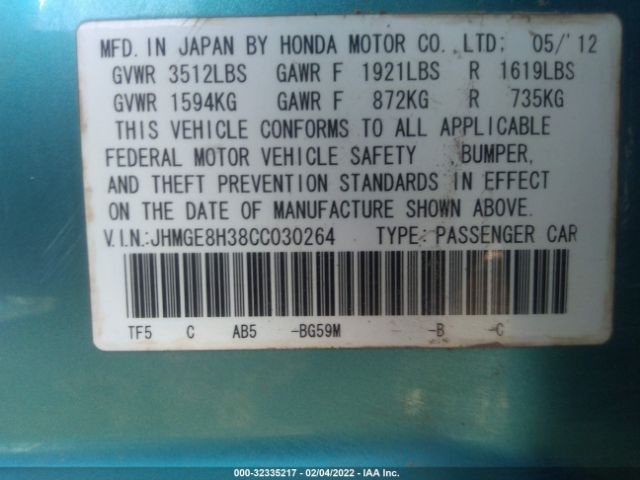 MFD. IN JAPAN BY HONDA MOTOR CO., LTD; 05/'12
GVWR 3512LBS GAWR F 1921LBS R 1619LBS
GVWR 1594KG GAWR F 872KG R 735KG
THIS VEHICLE CONFORMS TO ALL APPLICABLE
FEDERAL MOTOR VEHICLE SAFETY , BUMPER,
AND THEFT PREVENTION STANDARDS IN EFFECT
ON THE DATE OF MANUFACTURE SHOWN ABOVE.
V.I.N.: JHMGE8H38CC030264 TYPE: PASSENGER CAR
TF5 C AB5 -BG59M -B -C
000-32335217 - 02/04/2022 - IAA Inc.